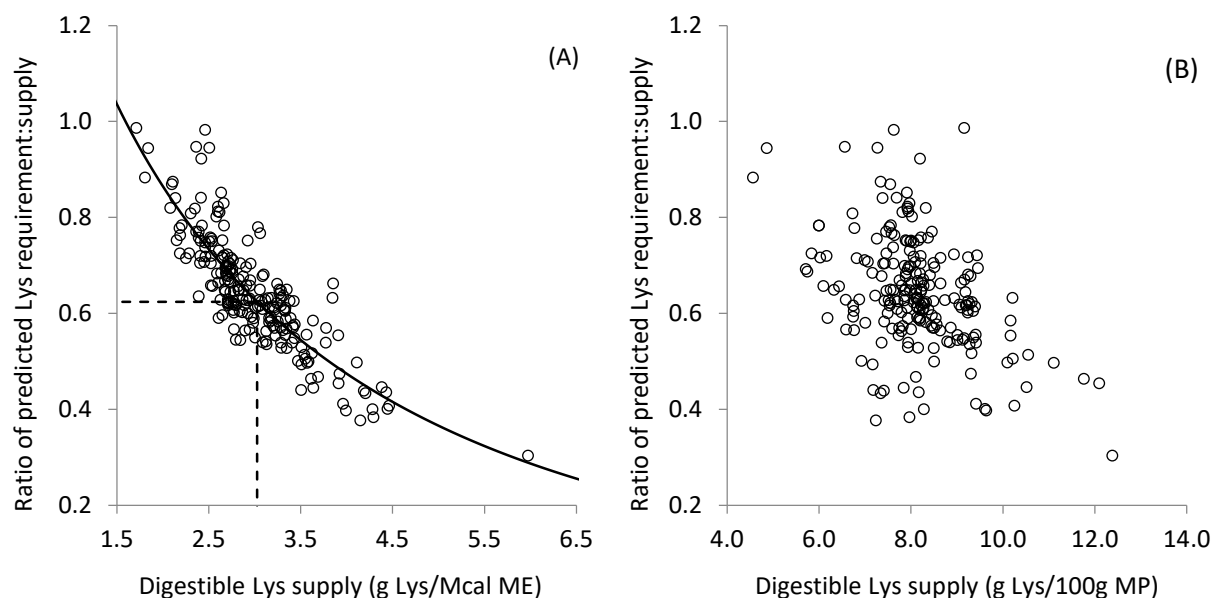 Ratio of predicted Lys requirement:supply
1.2
1.0
0.8
0.6
0.4
0.2
(A)
1.5 2.5 3.5 4.5 5.5 6.5
Digestible Lys supply (g Lys/Mcal ME)
Ratio of predicted Lys requirement:supply
1.2
1.0
0.8
0.6
0.4
0.2
(B)
4.0 6.0 8.0 10.0 12.0 14.0
Digestible Lys supply (g Lys/100g MP)